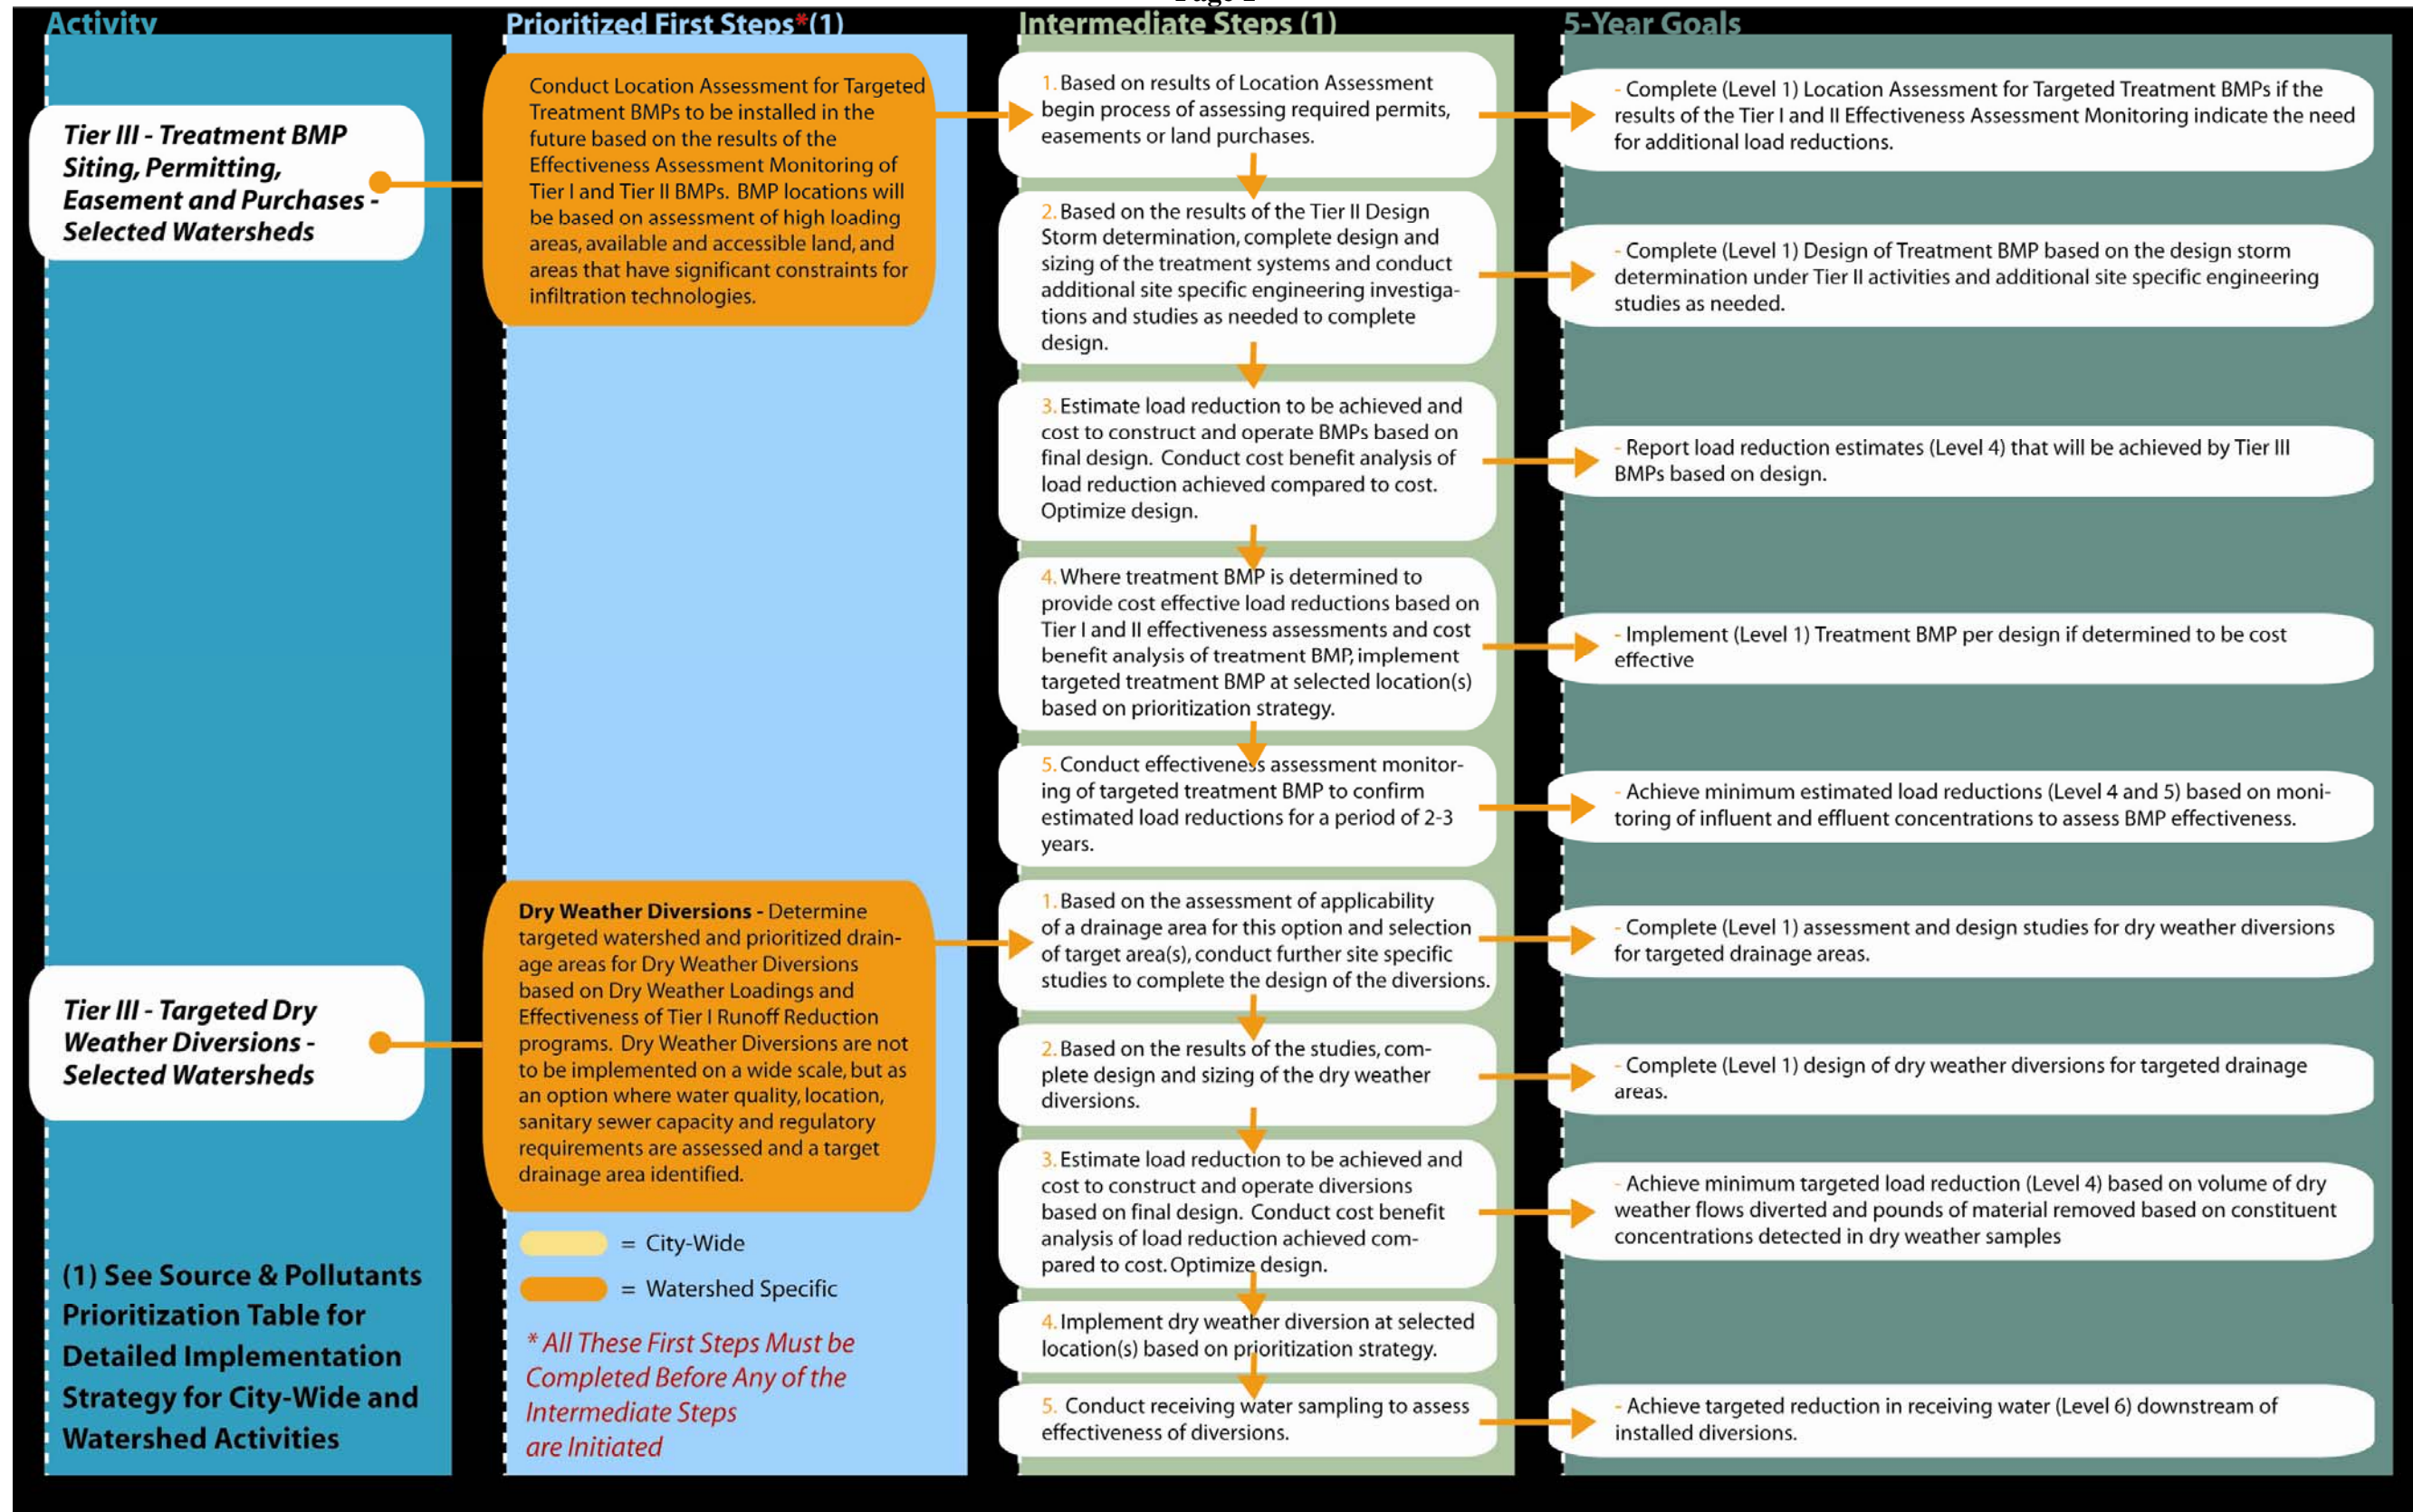 Activity
Prioritized First Steps*(1)
Intermediate Steps (1)
5-Year Goals
Tier III - Treatment BMP
Siting, Permitting,
Easement and Purchases -
Selected Watersheds
Conduct Location Assessment for Targeted
Treatment BMPs to be installed in the
future based on the results of the
Effectiveness Assessment Monitoring of
Tier I and Tier II BMPs. BMP locations will
be based on assessment of high loading
areas, available and accessible land, and
areas that have significant constraints for
infiltration technologies.
1. Based on results of Location Assessment
begin process of assessing required permits,
easements or land purchases.
- Complete (Level 1) Location Assessment for Targeted Treatment BMPs if the
results of the Tier I and II Effectiveness Assessment Monitoring indicate the need
for additional load reductions.
2. Based on the results of the Tier II Design
Storm determination, complete design and
sizing of the treatment systems and conduct
additional site specific engineering investiga-
tions and studies as needed to complete
design.
- Complete (Level 1) Design of Treatment BMP based on the design storm
determination under Tier II activities and additional site specific engineering
studies as needed.
3. Estimate load reduction to be achieved and
cost to construct and operate BMPs based on
final design. Conduct cost benefit analysis of
load reduction achieved compared to cost.
Optimize design.
- Report load reduction estimates (Level 4) that will be achieved by Tier III
BMPs based on design.
4. Where treatment BMP is determined to
provide cost effective load reductions based on
Tier I and II effectiveness assessments and cost
benefit analysis of treatment BMP, implement
targeted treatment BMP at selected location(s)
based on prioritization strategy.
- Implement (Level 1) Treatment BMP per design if determined to be cost
effective
5. Conduct effectiveness assessment monitor-
ing of targeted treatment BMP to confirm
estimated load reductions for a period of 2-3
years.
- Achieve minimum estimated load reductions (Level 4 and 5) based on moni-
toring of influent and effluent concentrations to assess BMP effectiveness.
Tier III - Targeted Dry
Weather Diversions -
Selected Watersheds
Dry Weather Diversions - Determine
targeted watershed and prioritized drain-
age areas for Dry Weather Diversions
based on Dry Weather Loadings and
Effectiveness of Tier I Runoff Reduction
programs. Dry Weather Diversions are not
to be implemented on a wide scale, but as
an option where water quality, location,
sanitary sewer capacity and regulatory
requirements are assessed and a target
drainage area identified.
1. Based on the assessment of applicability
of a drainage area for this option and selection
of target area(s), conduct further site specific
studies to complete the design of the diversions.
- Complete (Level 1) assessment and design studies for dry weather diversions
for targeted drainage areas.
2. Based on the results of the studies, com-
plete design and sizing of the dry weather
diversions.
- Complete (Level 1) design of dry weather diversions for targeted drainage
areas.
3. Estimate load reduction to be achieved and
cost to construct and operate diversions
based on final design. Conduct cost benefit
analysis of load reduction achieved com-
pared to cost. Optimize design.
- Achieve minimum targeted load reduction (Level 4) based on volume of dry
weather flows diverted and pounds of material removed based on constituent
concentrations detected in dry weather samples
4. Implement dry weather diversion at selected
location(s) based on prioritization strategy.
5. Conduct receiving water sampling to assess
effectiveness of diversions.
- Achieve targeted reduction in receiving water (Level 6) downstream of
installed diversions.
= City-Wide
= Watershed Specific
* All These First Steps Must be
Completed Before Any of the
Intermediate Steps
are Initiated
(1) See Source & Pollutants
Prioritization Table for
Detailed Implementation
Strategy for City-Wide and
Watershed Activities